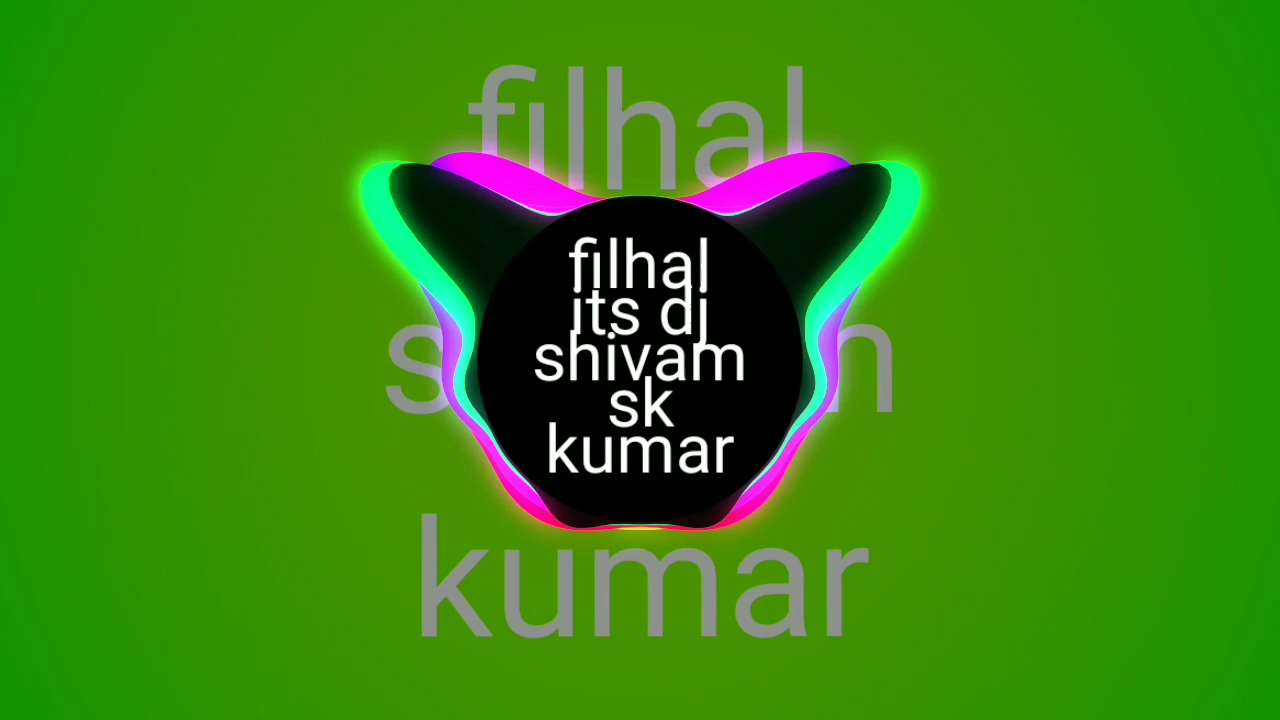 filhal
filhal
its dj
shivam
sk
kumar
kumar